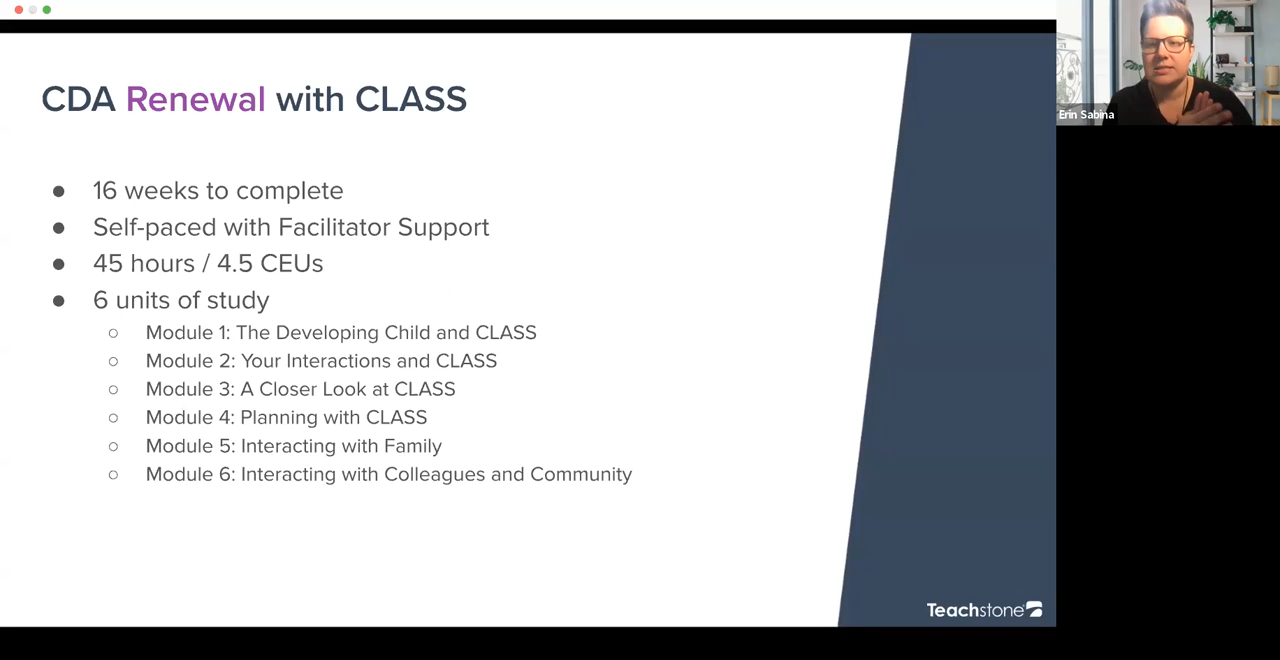 CDA Renewal with CLASS
16 weeks to complete
Self-paced with Facilitator Support
45 hours / 4.5 CEUs
6 units of study
Module 1: The Developing Child and CLASS
Module 2: Your Interactions and CLASS
Module 3: A Closer Look at CLASS
Module 4: Planning with CLASS
Module 5: Interacting with Family
Module 6: Interacting with Colleagues and Community
Teachstone
Erin Sabina